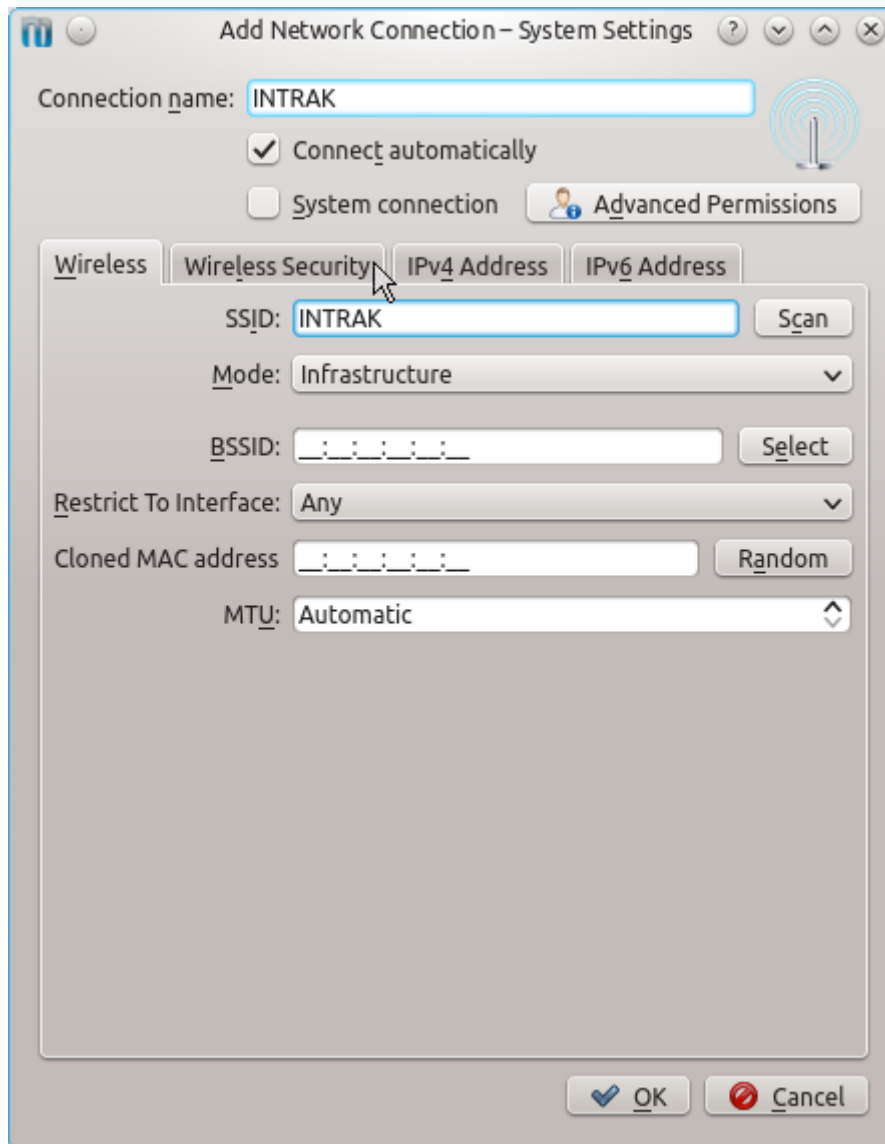 Add Network Connection – System Settings
Connection name: INTRAK
Connect automatically
System connection Advanced Permissions
Wireless Wireless Security IPv4 Address IPv6 Address
SSID: INTRAK Scan
Mode: Infrastructure
BSSID: __:__:__:__:__:__ Select
Restrict To Interface: Any
Cloned MAC address __:__:__:__:__:__ Random
MTU: Automatic
OK Cancel